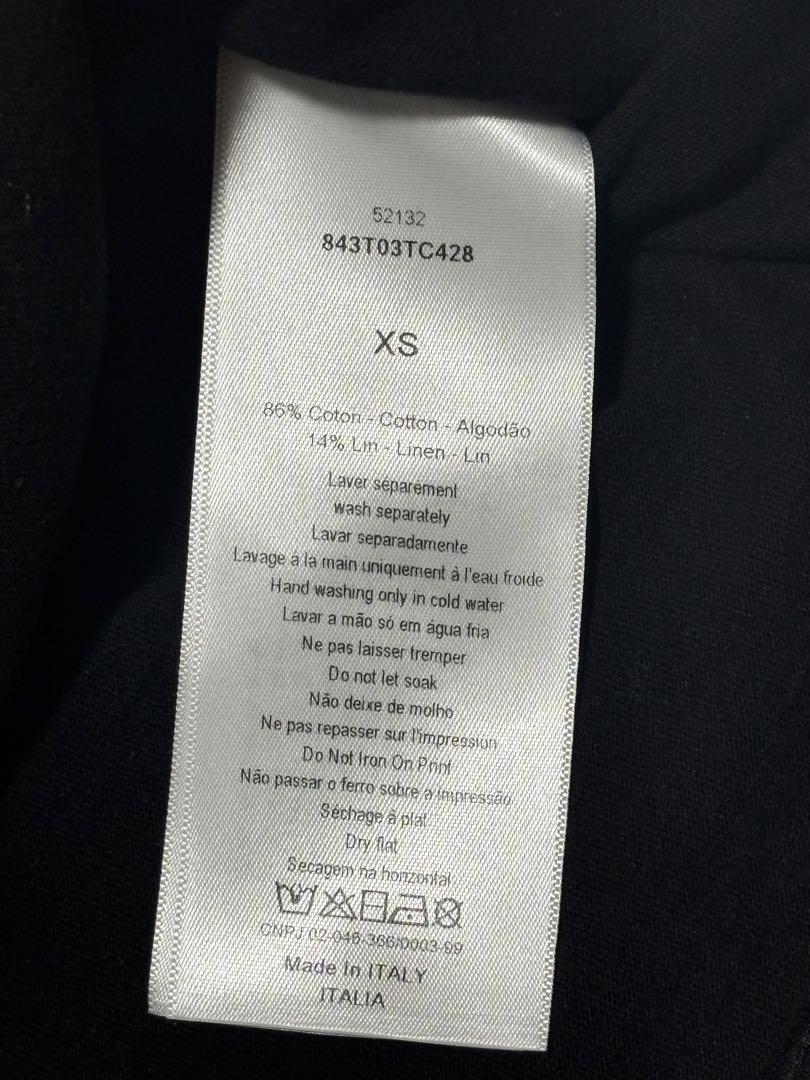 52132
843T03TC428
XS
86% Coton - Cotton - Algodão
14% Lin - Linen - Lin
Laver séparement
wash separately
Lavar separadamente
Lavage à la main uniquement à l'eau froide
Hand washing only in cold water
Lavar a mão só em água fria
Ne pas laisser tremper
Do not let soak
Não deixe de molho
Ne pas repasser sur l'impression
Do Not Iron On Print
Não passar o ferro sobre a impressão
Séchage à plat
Dry flat
Secagem na horizontal
CNPJ 02-046-366/0003-99
Made In ITALY
ITALIA